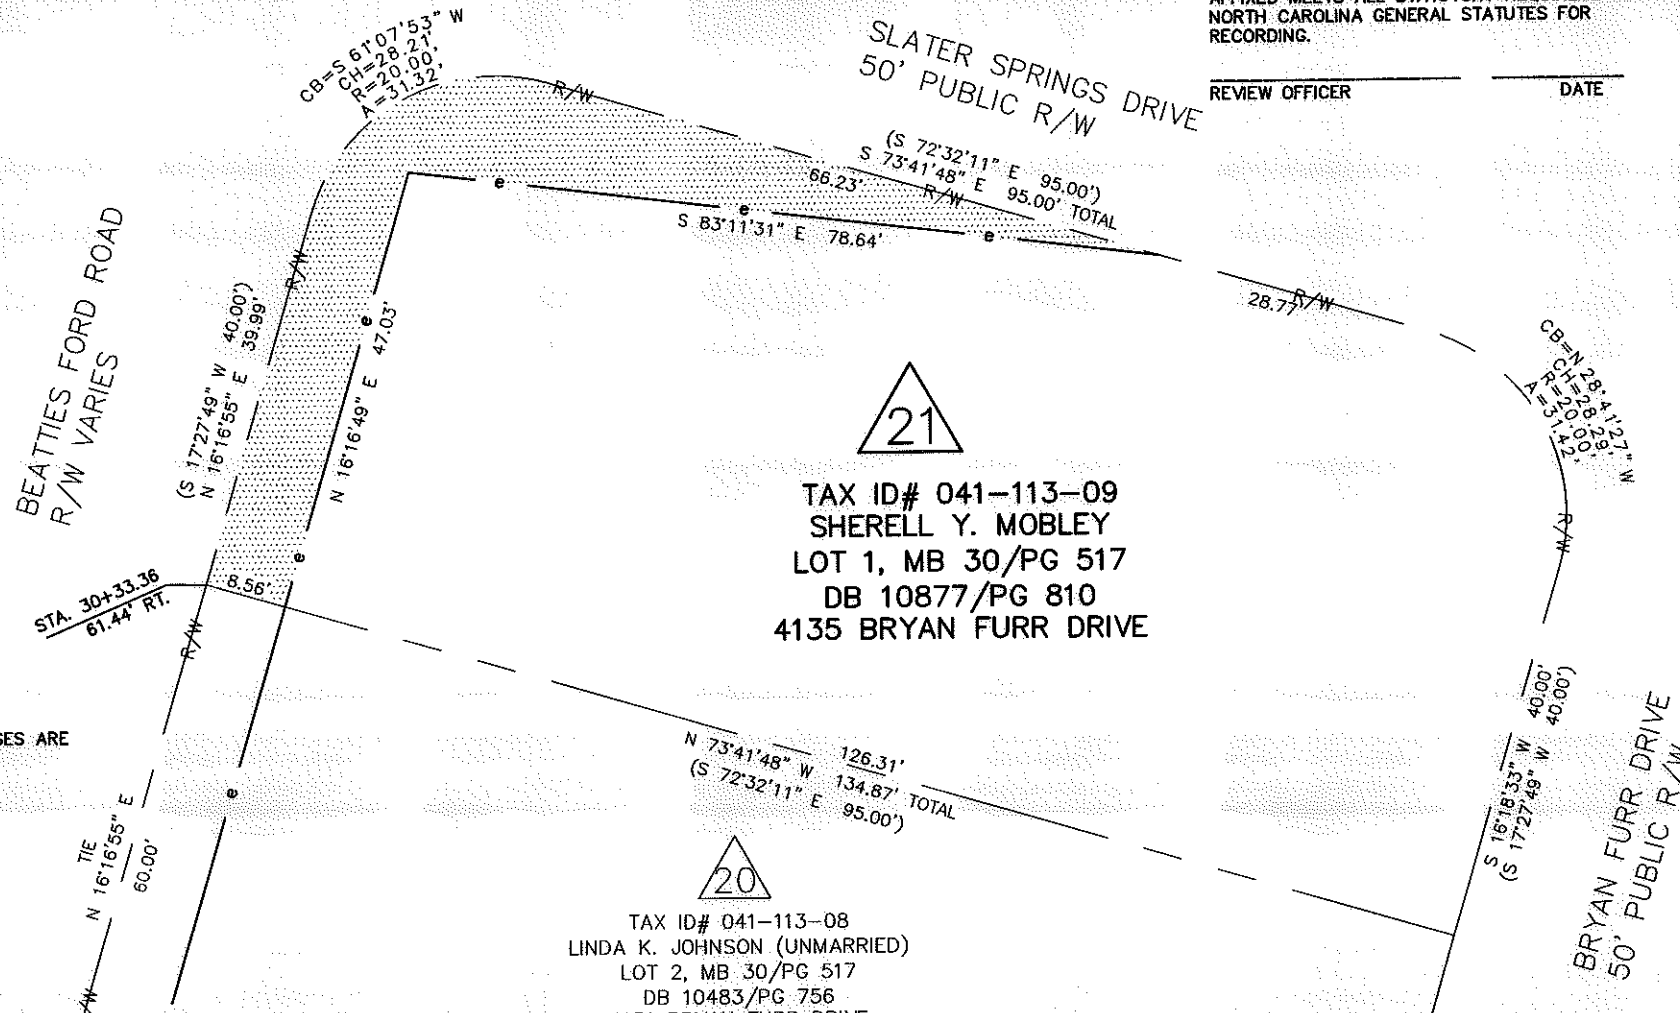 NORTH CAROLINA GENERAL STATUTES FOR
RECORDING.
REVIEW OFFICER
DATE
CB=S 61°07'53" W
CH=28.21'
R=20.00'
A=31.32'
R/W
SLATER SPRINGS DRIVE
50' PUBLIC R/W
(S 72°32'11" E 95.00')
S 73°41'48" E 95.00' TOTAL
66.23'
R/W
e
e
e
S 83°11'31" E 78.64'
28.77'
R/W
BEATTIES FORD ROAD
R/W VARIES
R/W
(S 17°27'49" W 40.00')
N 16°16'55" E 39.99'
e
N 16°16'49" E 47.03'
e
CB=N 28°41'27" W
CH=28.29'
R=20.00'
A=31.42'
R/W
21
TAX ID# 041-113-09
SHERELL Y. MOBLEY
LOT 1, MB 30/PG 517
DB 10877/PG 810
4135 BRYAN FURR DRIVE
STA. 30+33.36
61.44' RT.
8.56'
R/W
SES ARE
N 73°41'48" W 126.31'
134.87' TOTAL
(S 72°32'11" E 95.00')
S 16°18'33" W 40.00'
(S 17°27'49" W 40.00')
BRYAN FURR DRIVE
50' PUBLIC R/W
TIE
N 16°16'55" E
60.00'
e
20
TAX ID# 041-113-08
LINDA K. JOHNSON (UNMARRIED)
LOT 2, MB 30/PG 517
DB 10483/PG 756